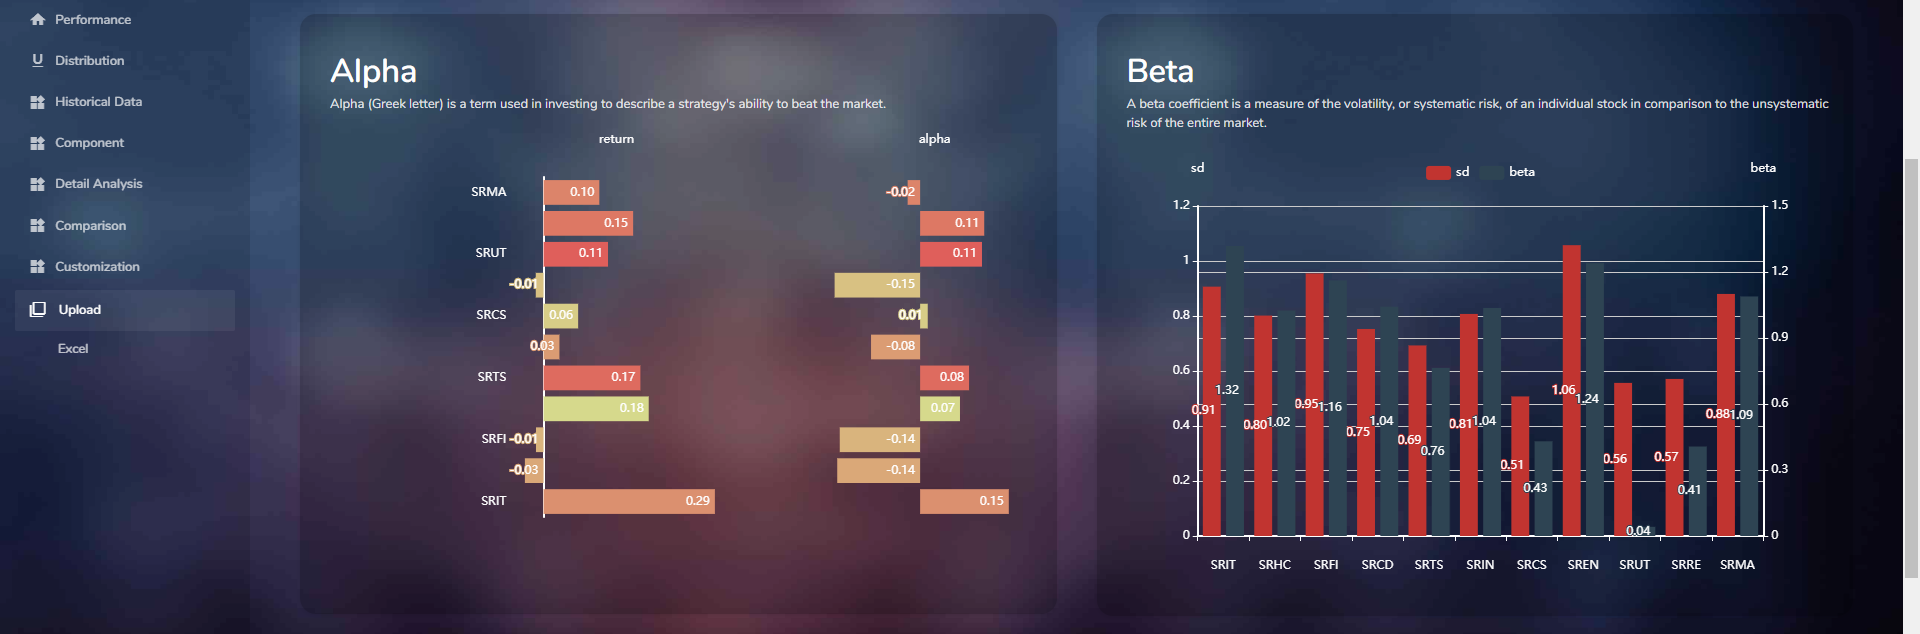 Performance
Distribution
Historical Data
Component
Detail Analysis
Comparison
Customization
Upload
Excel
Alpha
Alpha (Greek letter) is a term used in investing to describe a strategy's ability to beat the market.
return alpha
SRMA 0.10 -0.02
0.15 0.11
SRUT 0.11 0.11
-0.01 -0.15
SRCS 0.06 0.01
0.03 -0.08
SRTS 0.17 0.08
0.18 0.07
SRFI -0.01 -0.14
-0.03 -0.14
SRIT 0.29 0.15
Beta
A beta coefficient is a measure of the volatility, or systematic risk, of an individual stock in comparison to the unsystematic
risk of the entire market.
sd sd beta beta
1.2 1.5
1 1.2
0.8 0.9
0.6 0.6
0.4 0.3
0.2
0 0
0.91 1.32 0.80 1.02 0.95 1.16 0.75 1.04 0.69 0.76 0.81 1.04 0.51 0.43 1.06 1.24 0.56 0.04 0.57 0.41 0.88 1.09
SRIT SRHC SRFI SRCD SRTS SRIN SRCS SREN SRUT SRRE SRMA